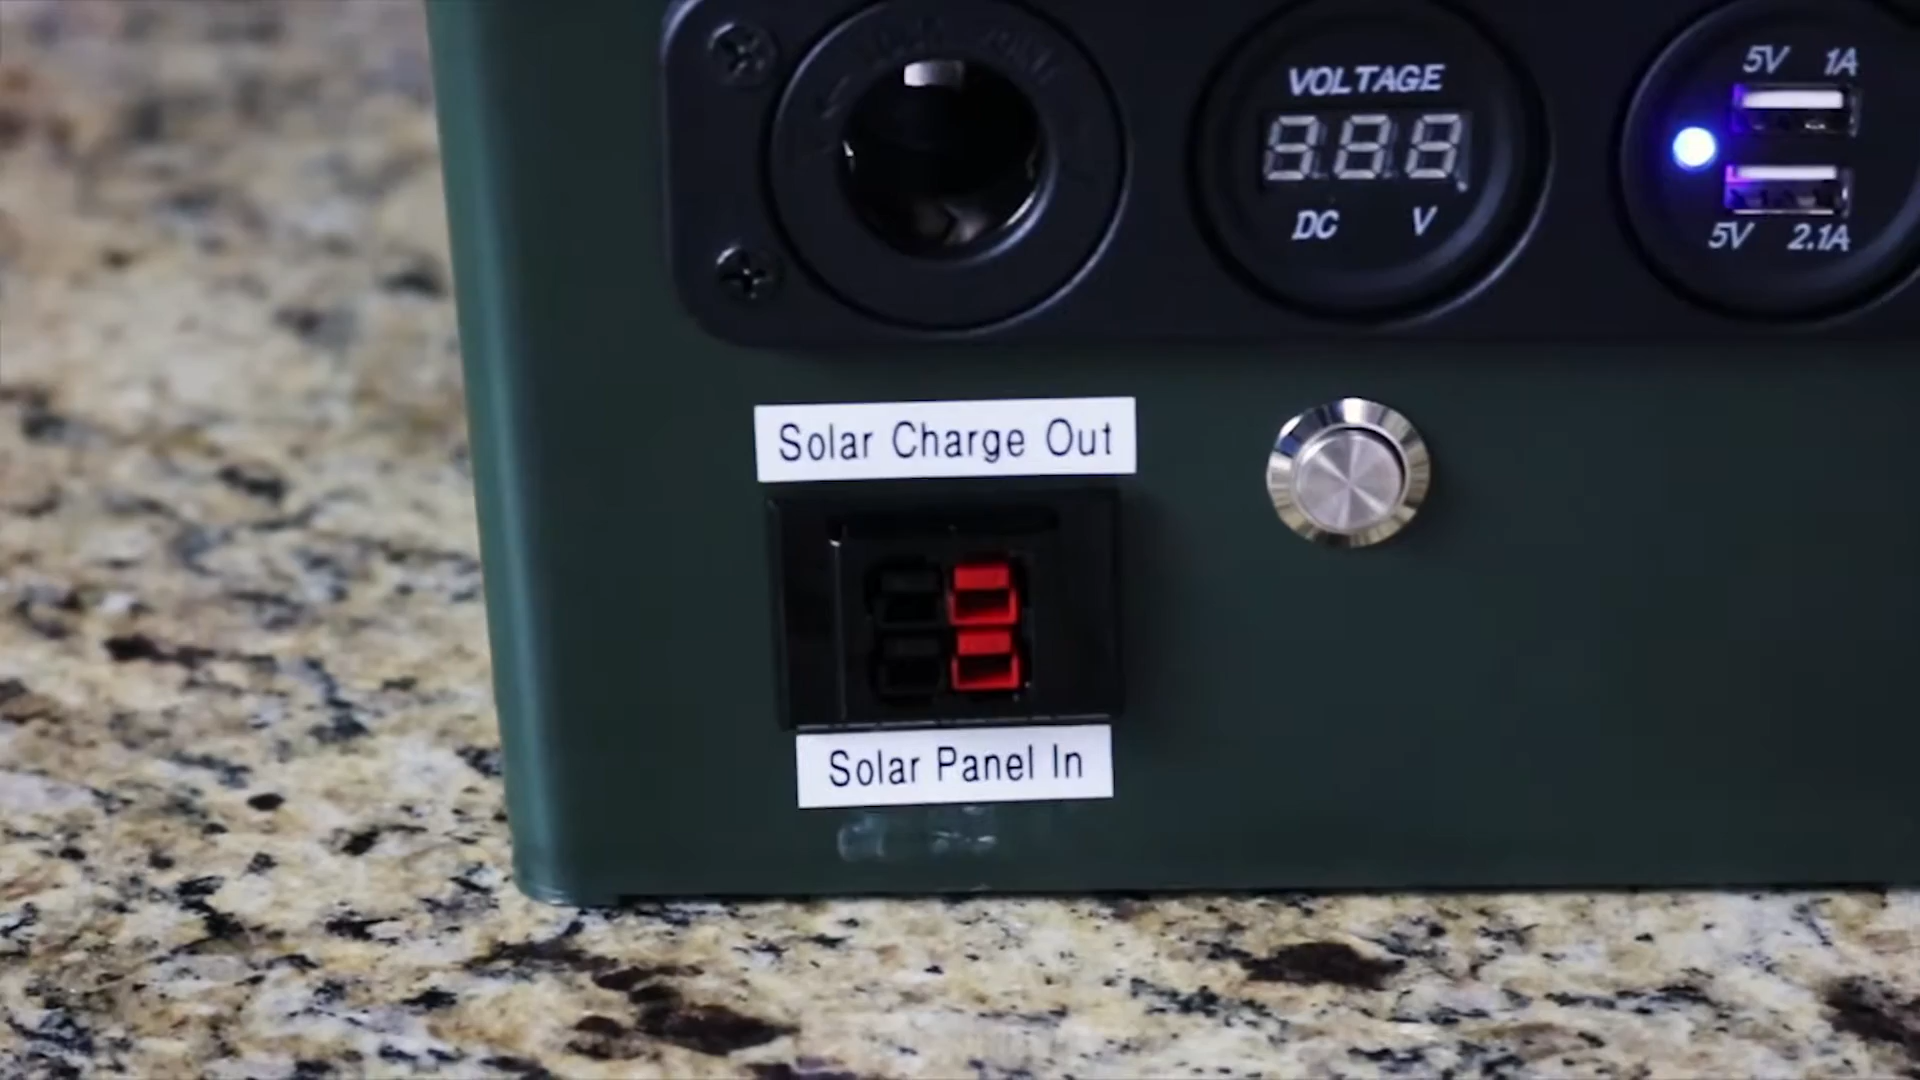 VOLTAGE
DC V
5V 1A
5V 2.1A
Solar Charge Out
Solar Panel In